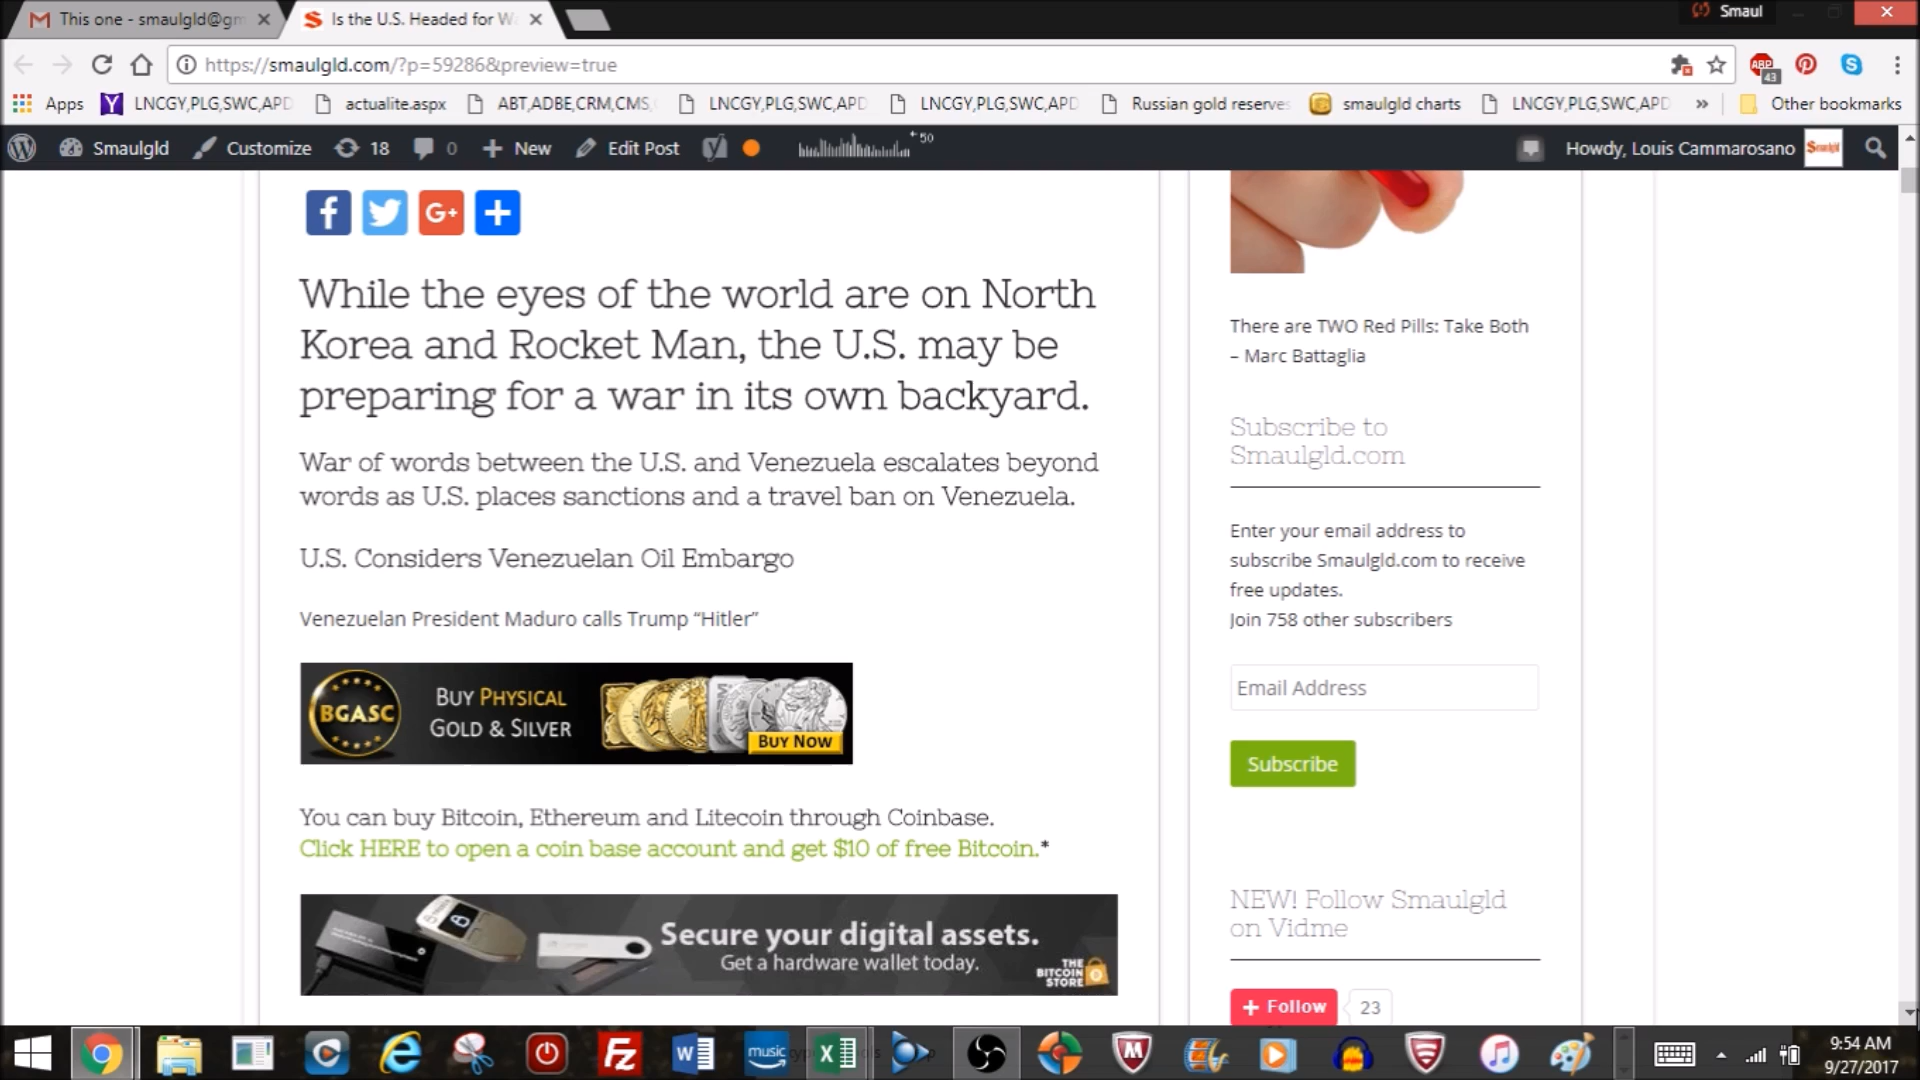 This one - smaulgld@gm
Is the U.S. Headed for W
Smaul
https://smaulgld.com/?p=59286&preview=true
ABP
43
Apps
LNCGY,PLG,SWC,APD
actualite.aspx
ABT,ADBE,CRM,CMS,
LNCGY,PLG,SWC,APD
LNCGY,PLG,SWC,APD
Russian gold reserves
smaulgld charts
LNCGY,PLG,SWC,APD
»
Other bookmarks
Smaulgld
Customize
18
0
New
Edit Post
50
Howdy, Louis Cammarosano
Smaulgld
G+
While the eyes of the world are on North
Korea and Rocket Man, the U.S. may be
preparing for a war in its own backyard.
War of words between the U.S. and Venezuela escalates beyond
words as U.S. places sanctions and a travel ban on Venezuela.
U.S. Considers Venezuelan Oil Embargo
Venezuelan President Maduro calls Trump “Hitler”
BGASC
BUY PHYSICAL
GOLD & SILVER
BUY NOW
You can buy Bitcoin, Ethereum and Litecoin through Coinbase.
Click HERE to open a coin base account and get $10 of free Bitcoin.*
Secure your digital assets.
Get a hardware wallet today.
THE
BITCOIN
STORE
There are TWO Red Pills: Take Both
– Marc Battaglia
Subscribe to
Smaulgld.com
Enter your email address to
subscribe Smaulgld.com to receive
free updates.
Join 758 other subscribers
Email Address
Subscribe
NEW! Follow Smaulgld
on Vidme
+ Follow
23
music
9:54 AM
9/27/2017